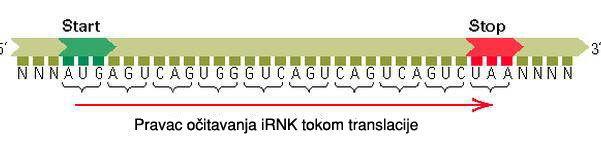 Start Stop
5' 3'
NNNAUGAGUCAGUGGGUCAGUCAGUCAGUCUAANNNN
Pravac očitavanja iRNK tokom translacije